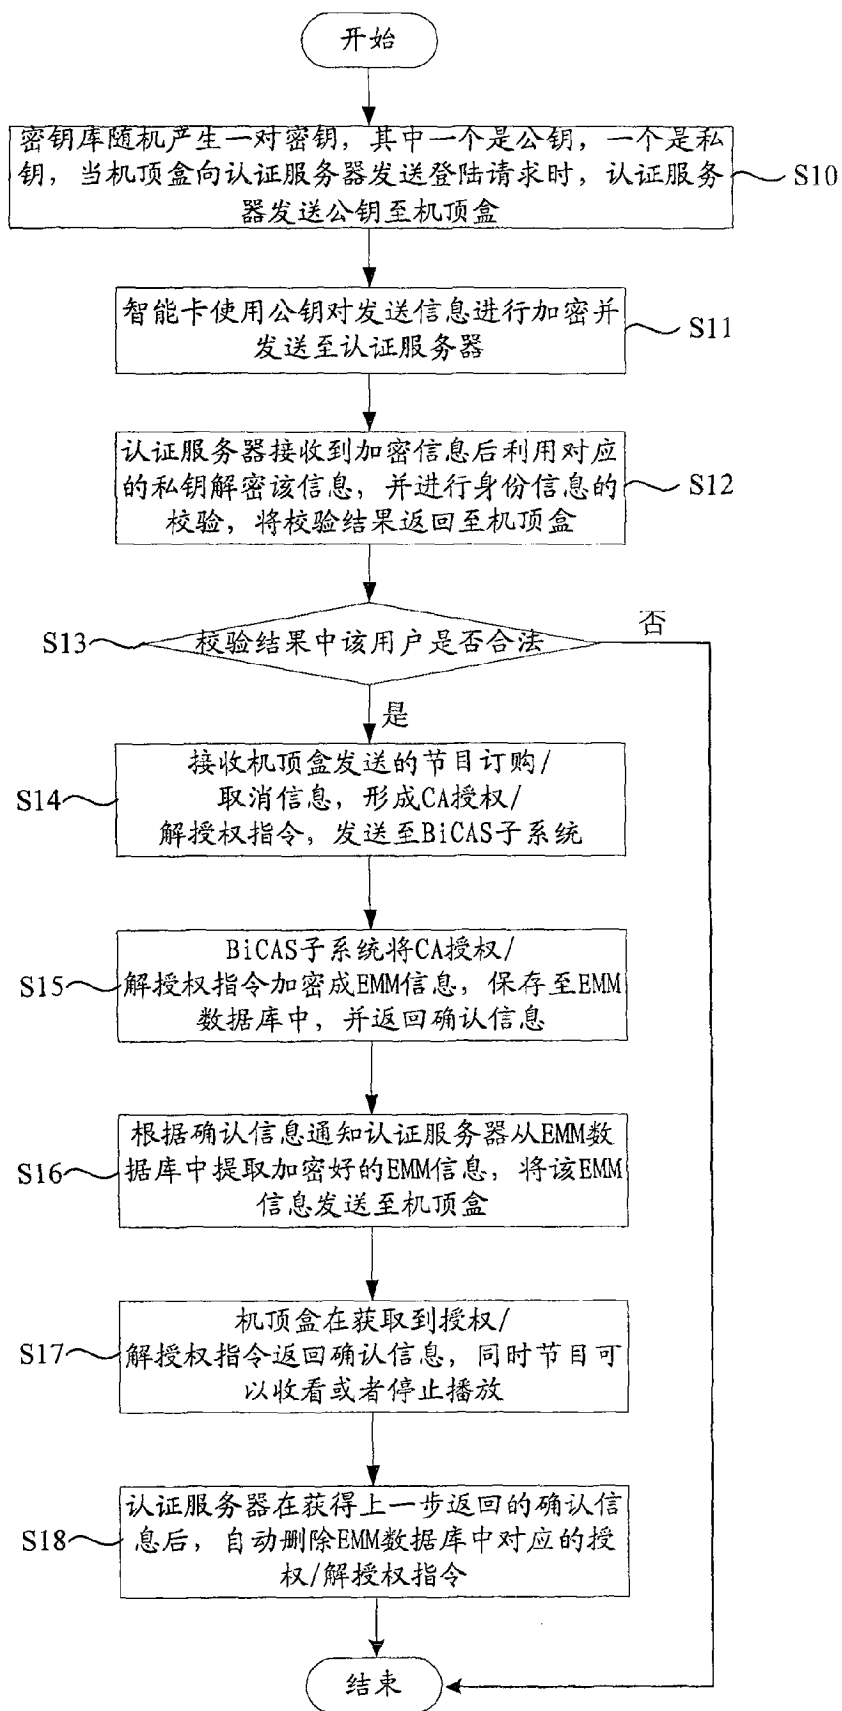 开始
密钥库随机产生一对密钥，其中一个是公钥，一个是私
钥，当机顶盒向认证服务器发送登陆请求时，认证服务
器发送公钥至机顶盒
S10
智能卡使用公钥对发送信息进行加密并
发送至认证服务器
S11
认证服务器接收到加密信息后利用对应
的私钥解密该信息，并进行身份信息的
校验，将校验结果返回至机顶盒
S12
S13
校验结果中该用户是否合法
否
是
接收机顶盒发送的节目订购/
取消信息，形成CA授权/
解授权指令，发送至BiCAS子系统
S14
BiCAS子系统将CA授权/
解授权指令加密成EMM信息，保存至EMM
数据库中，并返回确认信息
S15
根据确认信息通知认证服务器从EMM数
据库中提取加密好的EMM信息，将该EMM
信息发送至机顶盒
S16
机顶盒在获取到授权/
解授权指令返回确认信息，同时节目可
以收看或者停止播放
S17
认证服务器在获得上一步返回的确认信
息后，自动删除EMM数据库中对应的授
权/解授权指令
S18
结束